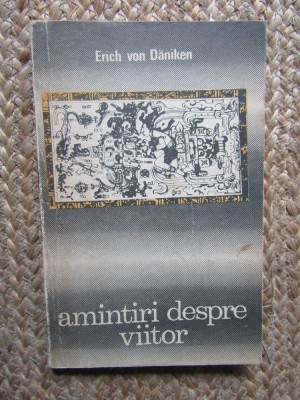 Erich von Däniken
amintiri despre
viitor